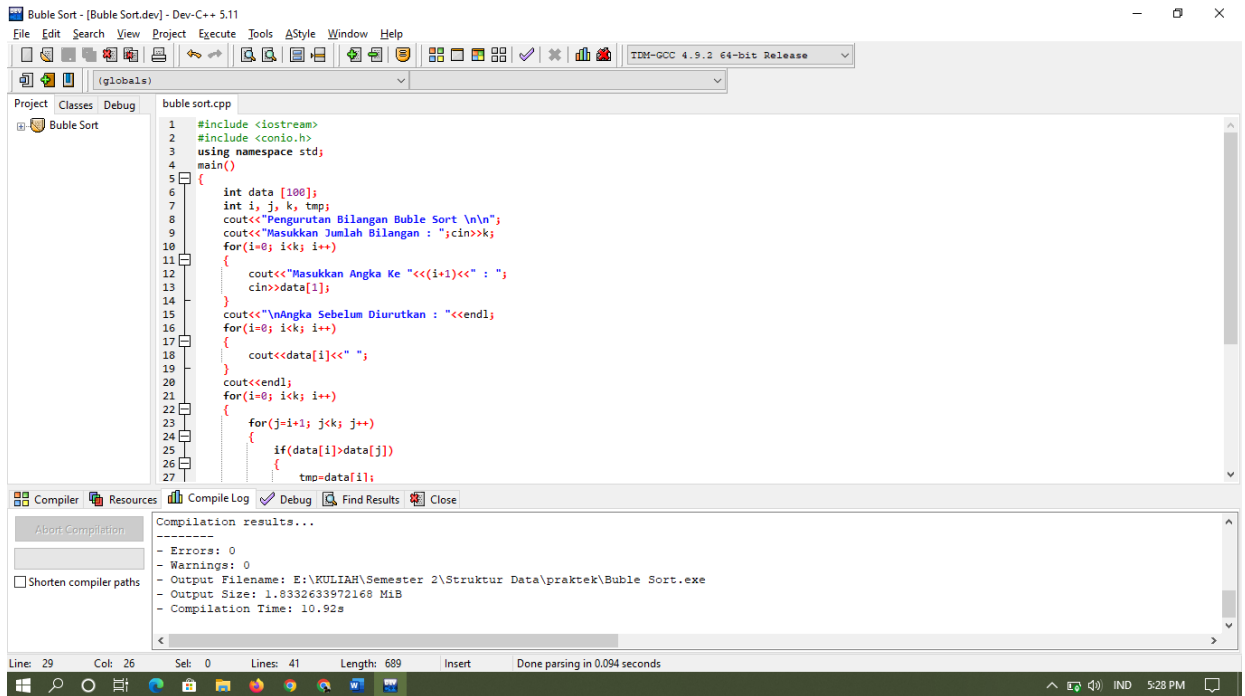 Buble Sort - [Buble Sort.dev] - Dev-C++ 5.11
File Edit Search View Project Execute Tools AStyle Window Help
TDM-GCC 4.9.2 64-bit Release
(globals)
Project Classes Debug
buble sort.cpp
Buble Sort
1 #include <iostream>
2 #include <conio.h>
3 using namespace std;
4 main()
5 {
6 int data [100];
7 int i, j, k, tmp;
8 cout<<"Pengurutan Bilangan Buble Sort \n\n";
9 cout<<"Masukkan Jumlah Bilangan : ";cin>>k;
10 for(i=0; i<k; i++)
11 {
12 cout<<"Masukkan Angka Ke "<<(i+1)<<" : ";
13 cin>>data[1];
14 }
15 cout<<"\nAngka Sebelum Diurutkan : "<<endl;
16 for(i=0; i<k; i++)
17 {
18 cout<<data[i]<<" ";
19 }
20 cout<<endl;
21 for(i=0; i<k; i++)
22 {
23 for(j=i+1; j<k; j++)
24 {
25 if(data[i]>data[j])
26 {
27 tmp=data[i];
Compiler Resources Compile Log Debug Find Results Close
Abort Compilation
Shorten compiler paths
Compilation results...
--------
- Errors: 0
- Warnings: 0
- Output Filename: E:\KULIAH\Semester 2\Struktur Data\praktek\Buble Sort.exe
- Output Size: 1.8332633972168 MiB
- Compilation Time: 10.92s
Line: 29 Col: 26 Sel: 0 Lines: 41 Length: 689 Insert Done parsing in 0.094 seconds
IND 5:28 PM